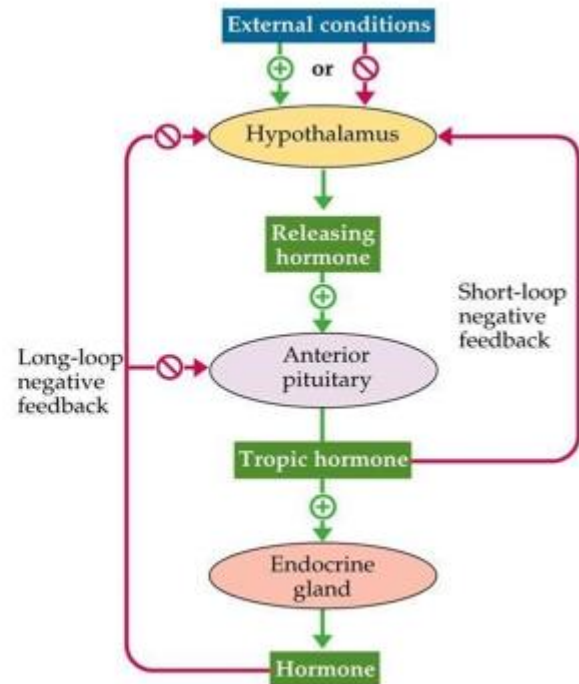 External conditions
or
Hypothalamus
Releasing
hormone
Short-loop
negative
feedback
Anterior
pituitary
Long-loop
negative
feedback
Tropic hormone
Endocrine
gland
Hormone